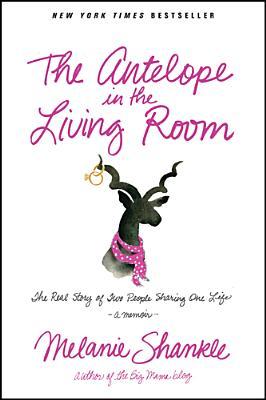 NEW YORK TIMES BESTSELLER
The Antelope
in the
Living Room
The Real Story of Two People Sharing One Life
- a memoir -
Melanie Shankle
Author of the Big Mama blog